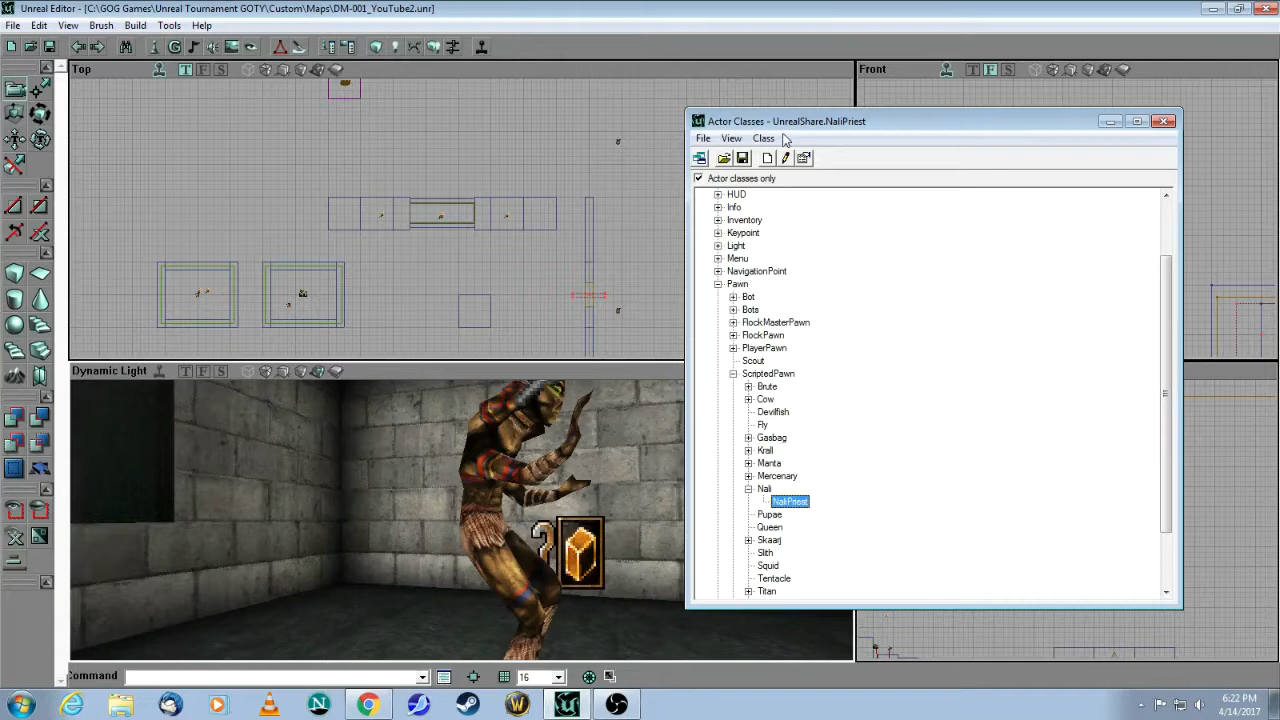 Unreal Editor - [C:\GOG Games\Unreal Tournament GOTY\Custom\Maps\DM-001_YouTube2.unr]
File Edit View Brush Build Tools Help
Top T F S
Front T F S
Actor Classes - UnrealShare.NaliPriest
File View Class
Actor classes only
HUD
Info
Inventory
Keypoint
Light
Menu
NavigationPoint
Pawn
Bot
Bots
FlockMasterPawn
FlockPawn
PlayerPawn
Scout
ScriptedPawn
Brute
Cow
Devilfish
Fly
Gasbag
Krall
Manta
Mercenary
Nali
NaliPriest
Pupae
Queen
Skaarj
Slith
Squid
Tentacle
Titan
Dynamic Light T F S
Command 16
6:22 PM
4/14/2017